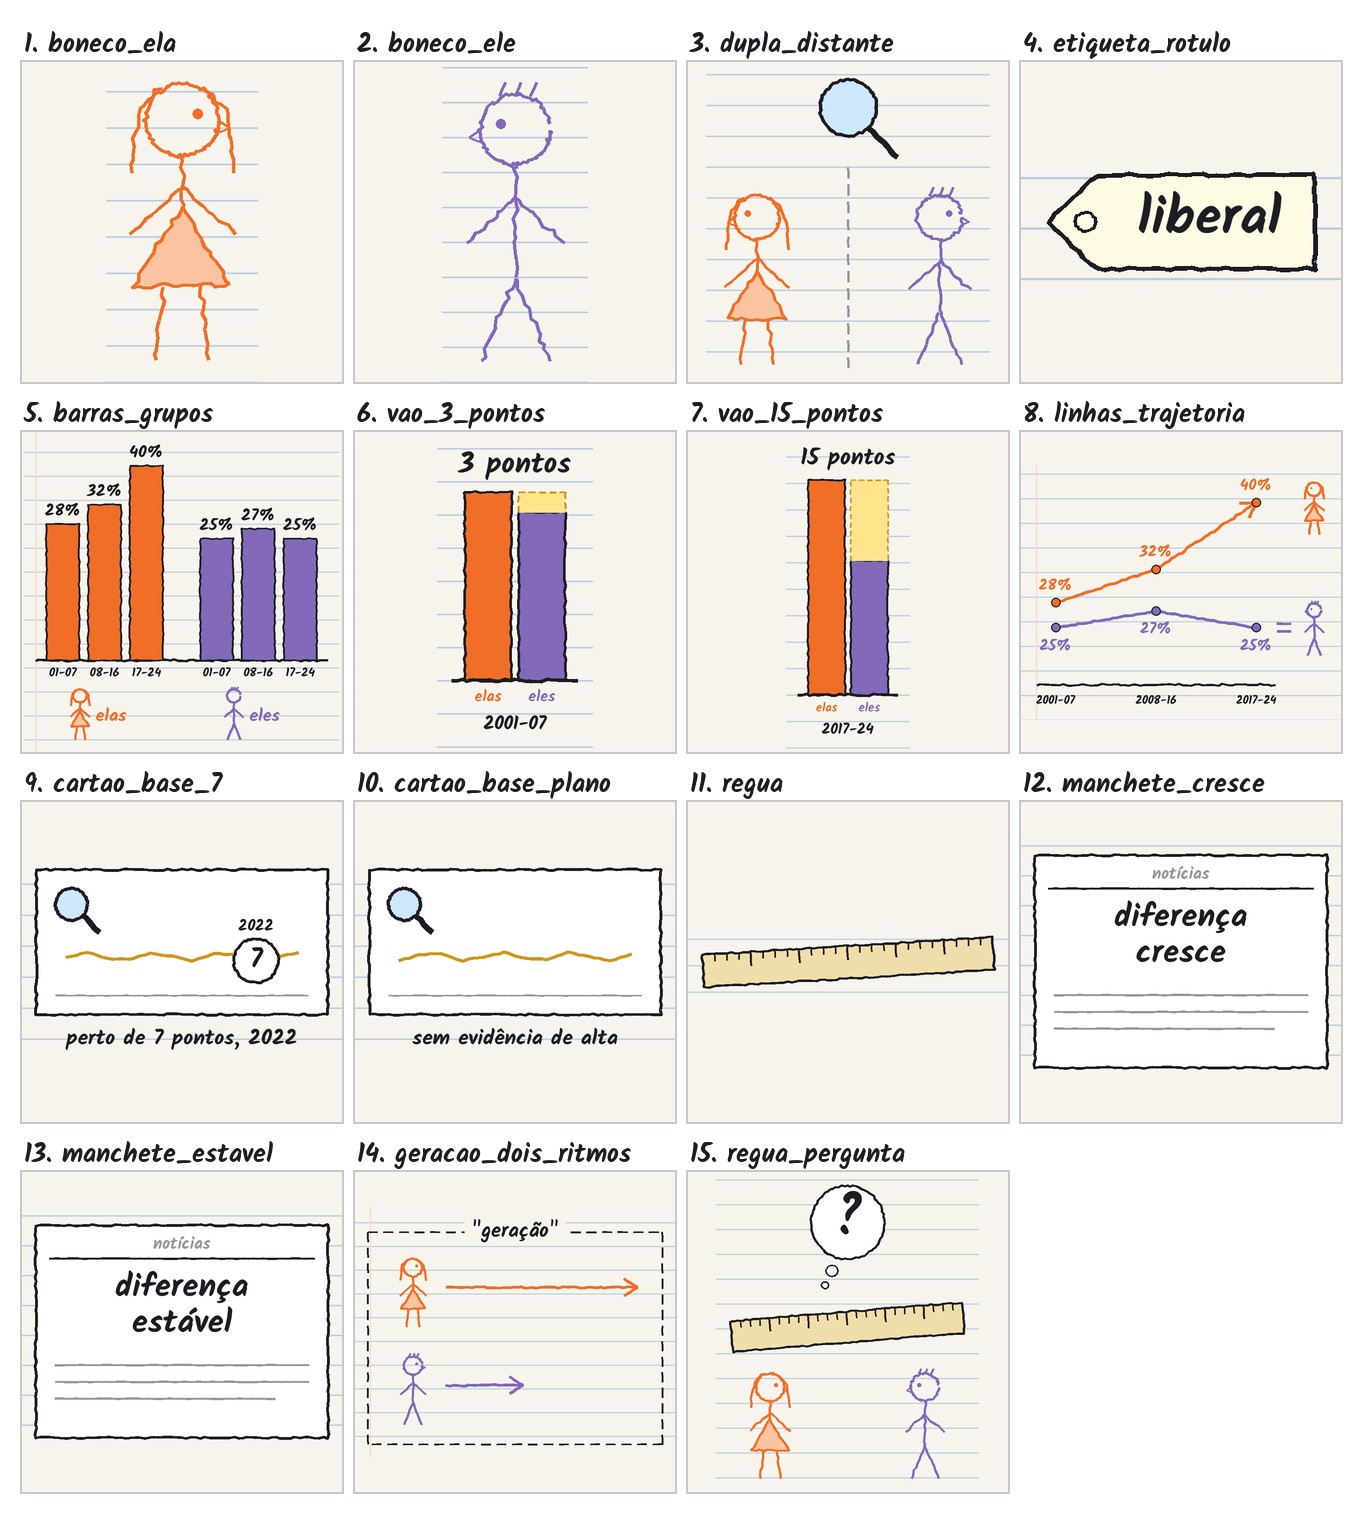 1. boneco_ela
2. boneco_ele
3. dupla_distante
4. etiqueta_rotulo
liberal
5. barras_grupos
40%
32%
28%
27%
25%
25%
01-07 08-16 17-24
01-07 08-16 17-24
elas
eles
6. vao_3_pontos
3 pontos
elas eles
2001-07
7. vao_15_pontos
15 pontos
elas eles
2017-24
8. linhas_trajetoria
40%
32%
28%
25%
27%
25%
=
2001-07 2008-16 2017-24
9. cartao_base_7
2022
7
perto de 7 pontos, 2022
10. cartao_base_plano
sem evidência de alta
11. regua
12. manchete_cresce
notícias
diferença
cresce
13. manchete_estavel
notícias
diferença
estável
14. geracao_dois_ritmos
"geração"
15. regua_pergunta
?